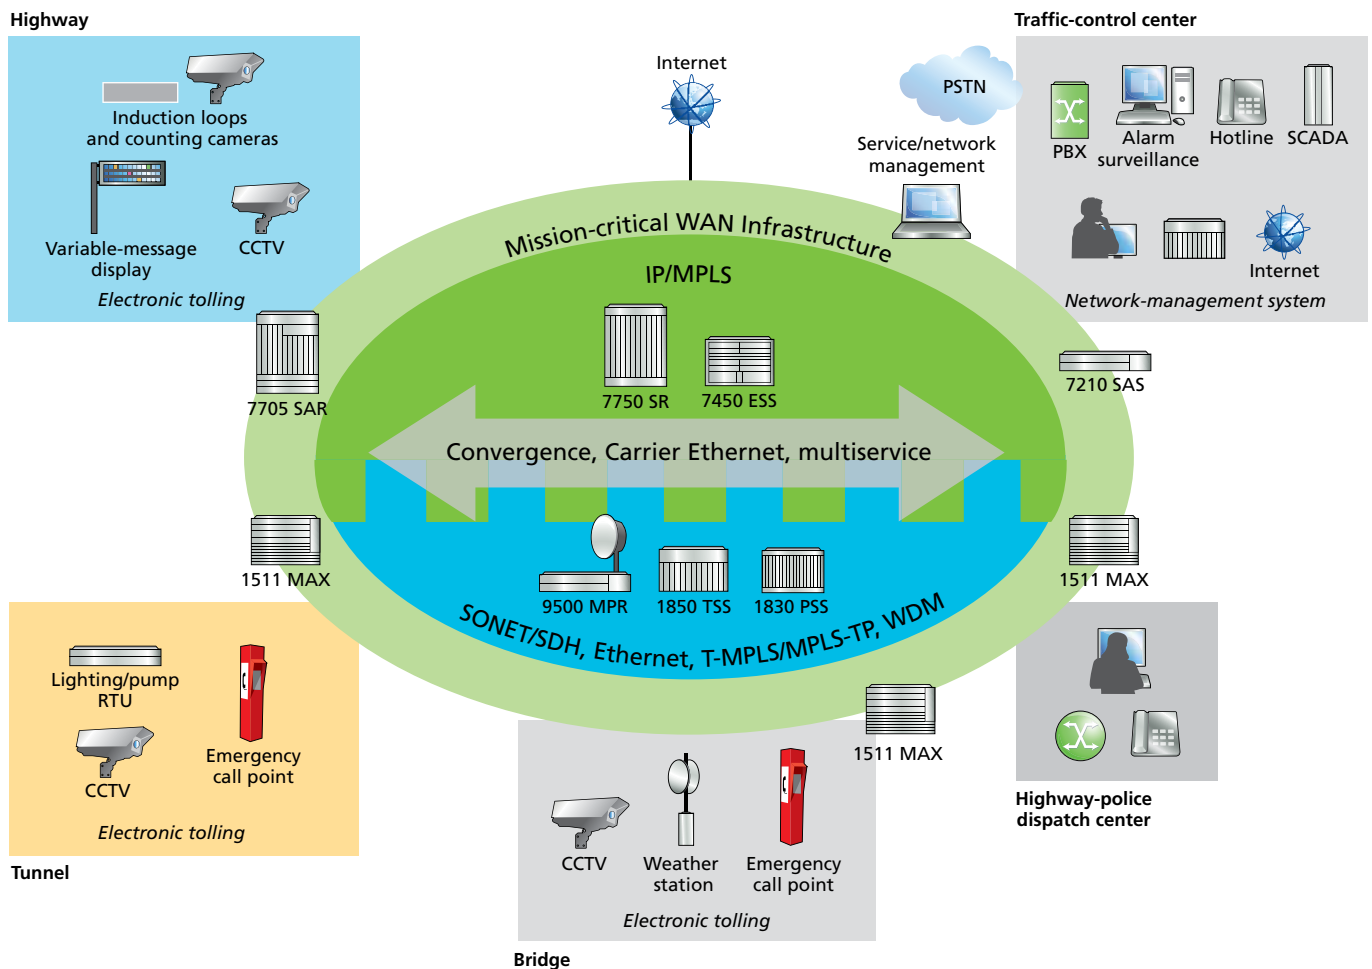 Highway
Induction loops
and counting cameras
Variable-message
display
CCTV
Electronic tolling
Internet
PSTN
Service/network
management
Traffic-control center
PBX
Alarm
surveillance
Hotline
SCADA
Internet
Network-management system
Mission-critical WAN Infrastructure
IP/MPLS
7705 SAR
7750 SR
7450 ESS
7210 SAS
Convergence, Carrier Ethernet, multiservice
1511 MAX
9500 MPR
1850 TSS
1830 PSS
1511 MAX
SONET/SDH, Ethernet, T-MPLS/MPLS-TP, WDM
Lighting/pump
RTU
CCTV
Emergency
call point
Electronic tolling
Tunnel
1511 MAX
CCTV
Weather
station
Emergency
call point
Electronic tolling
Bridge
Highway-police
dispatch center